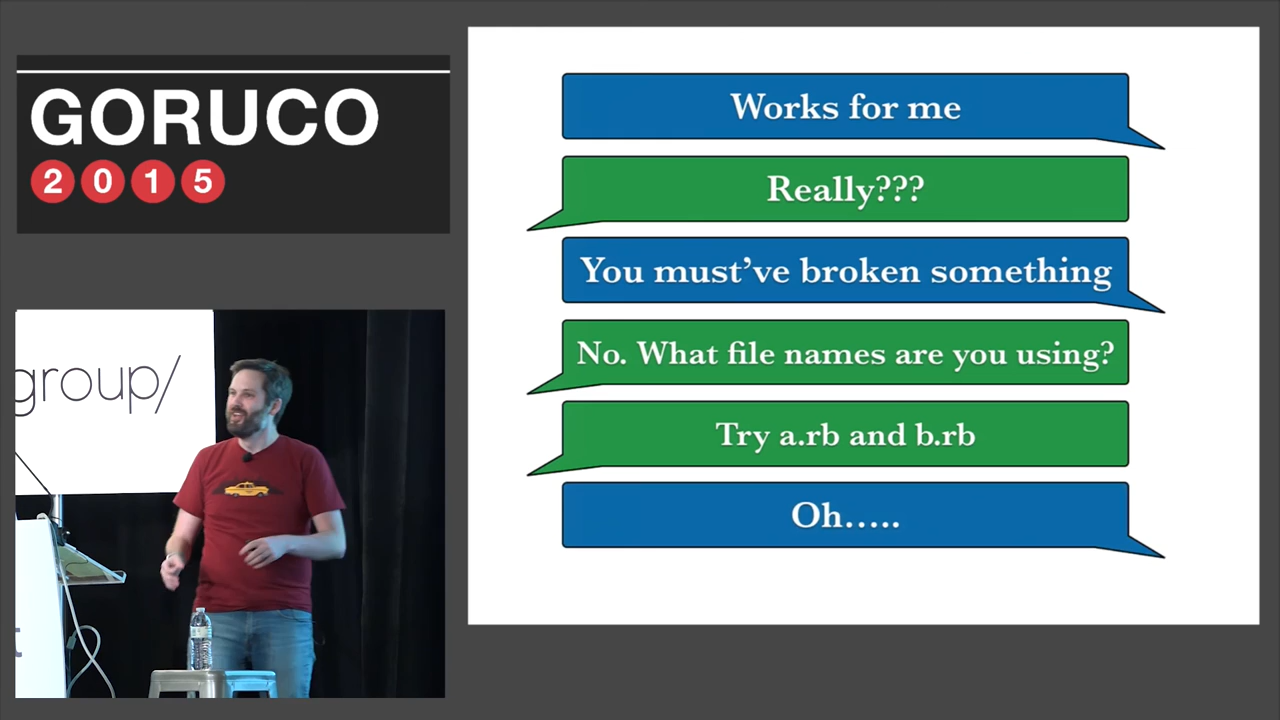 GORUCO
2015
group/
Works for me
Really???
You must've broken something
No. What file names are you using?
Try a.rb and b.rb
Oh.....